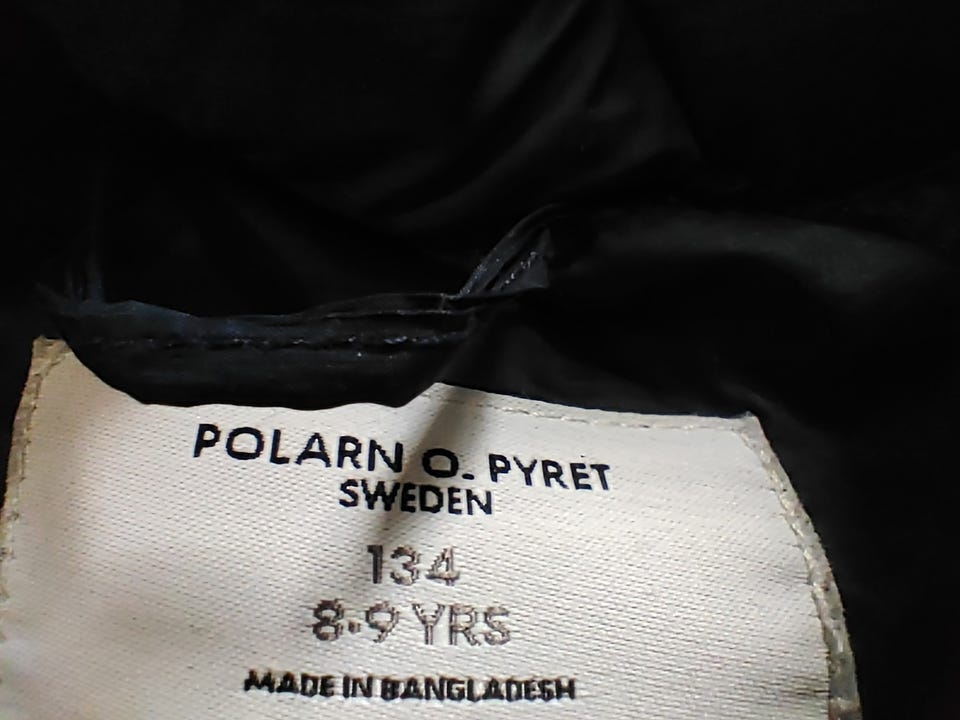 POLARN O. PYRET
SWEDEN
134
8-9 YRS
MADE IN BANGLADESH